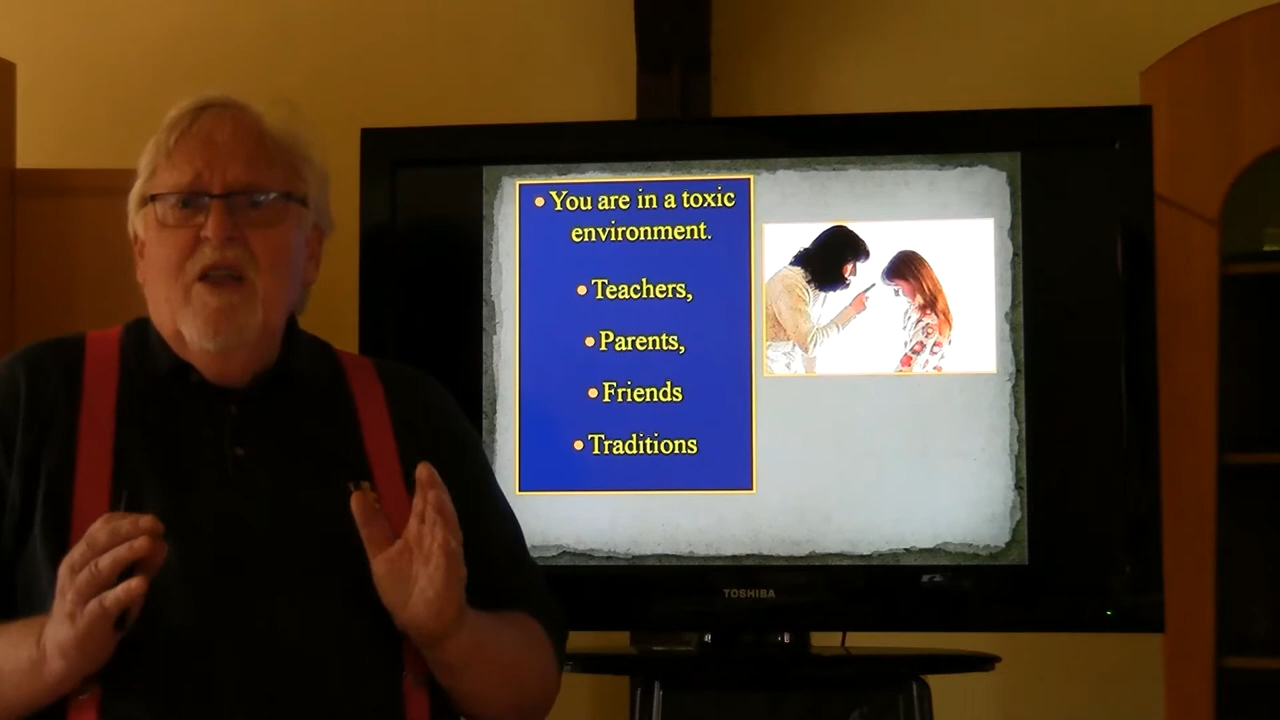 • You are in a toxic
environment.
• Teachers,
• Parents,
• Friends
• Traditions
TOSHIBA